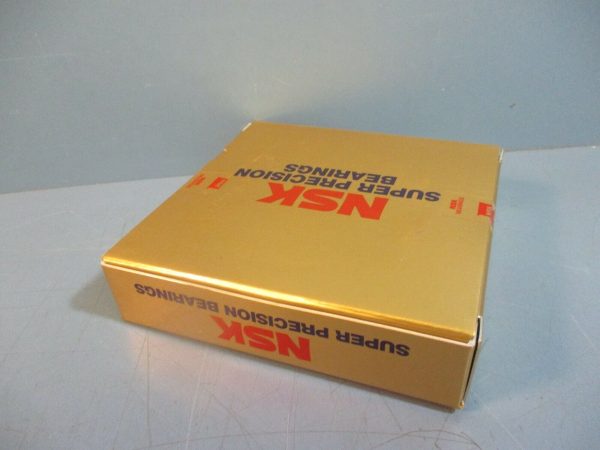 NSK
SUPER PRECISION
BEARINGS
NSK
SUPER PRECISION BEARINGS